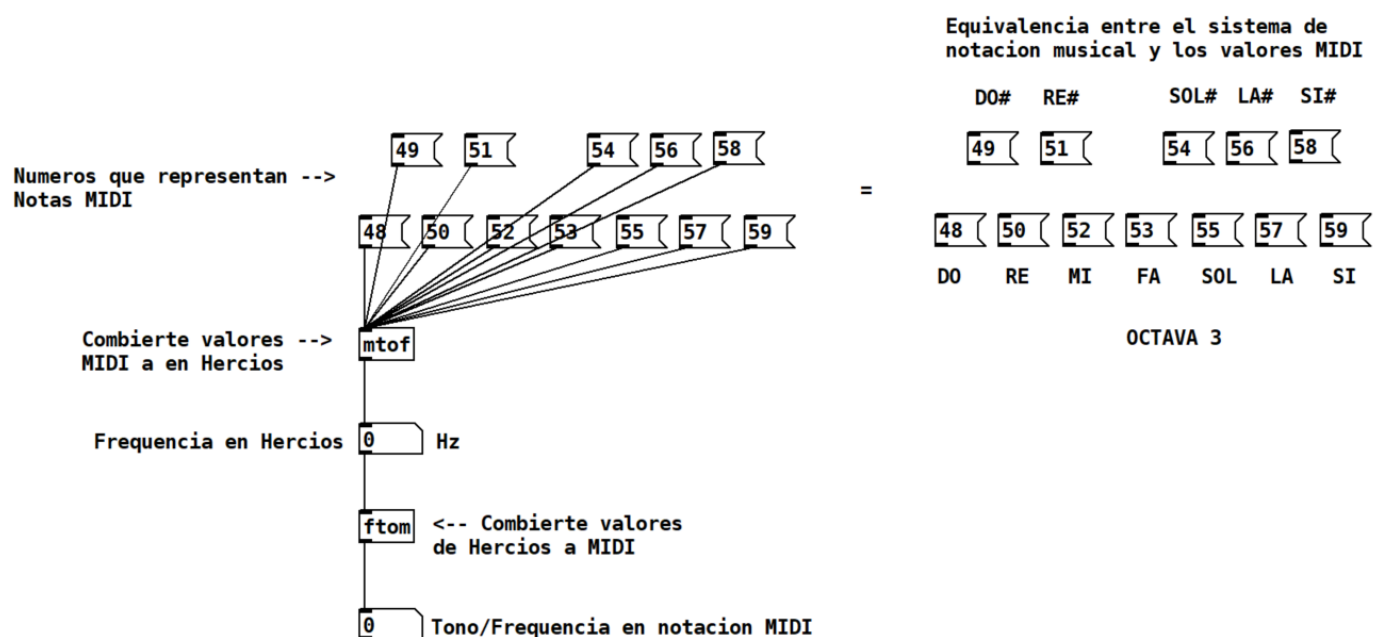 Equivalencia entre el sistema de
notacion musical y los valores MIDI
DO# RE# SOL# LA# SI#
49 51 54 56 58
49 51 54 56 58
Numeros que representan -->
Notas MIDI
=
48 50 52 53 55 57 59
48 50 52 53 55 57 59
DO RE MI FA SOL LA SI
OCTAVA 3
Combierte valores -->
MIDI a en Hercios
mtof
Frequencia en Hercios 0 Hz
ftom
<-- Combierte valores
de Hercios a MIDI
0 Tono/Frequencia en notacion MIDI